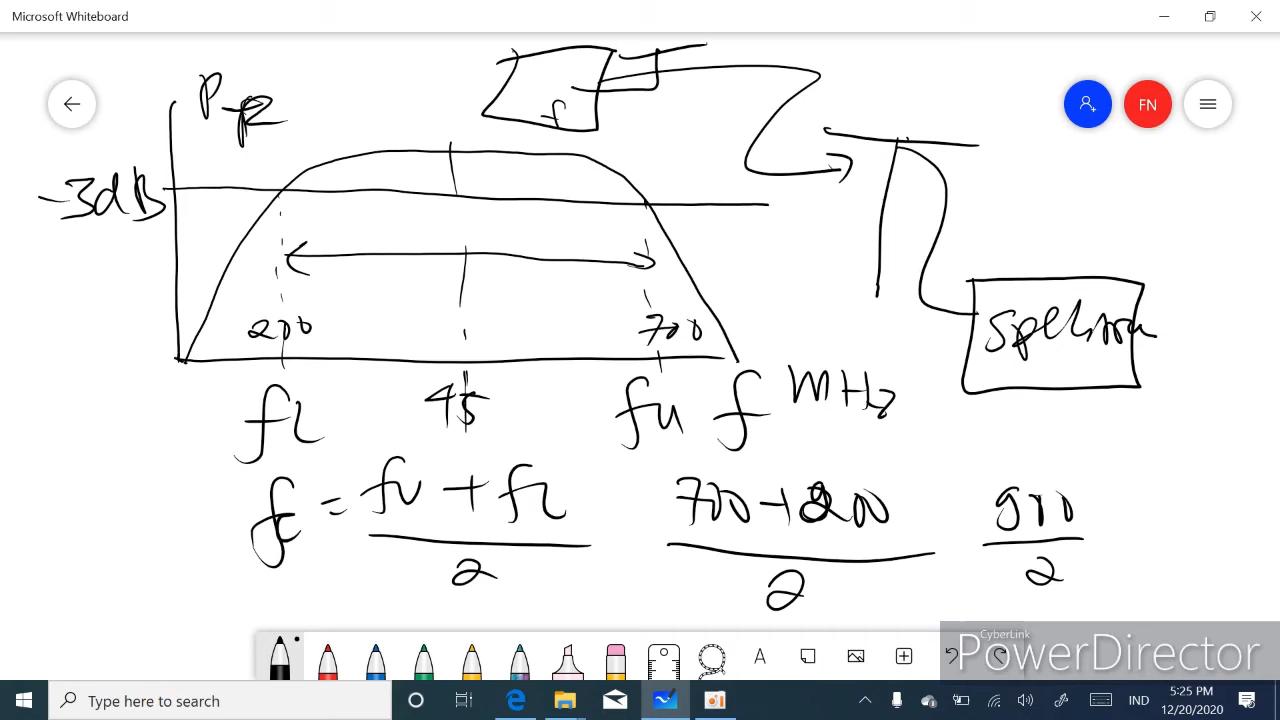 Microsoft Whiteboard
FN
f
-3dB
200
700
45
fL
fu
f
MHz
fc = fu + fL / 2
700 + 200 / 2
900 / 2
CyberLink
PowerDirector
Type here to search
IND
5:25 PM
12/20/2020